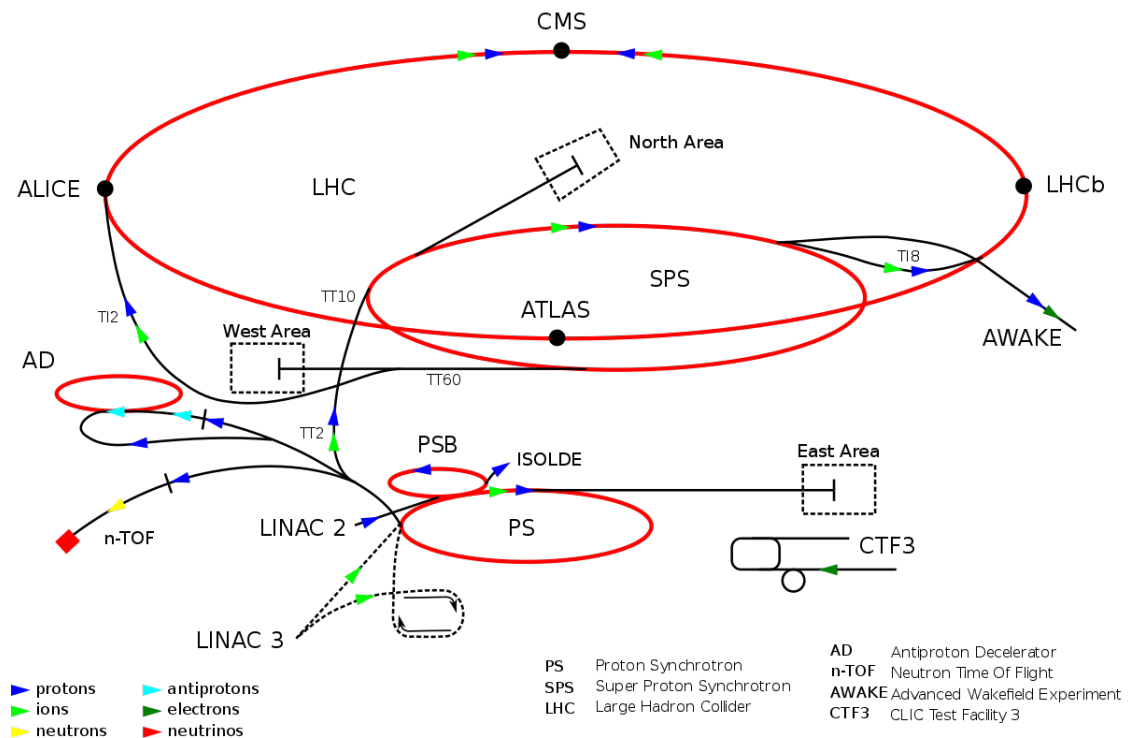 CMS
North Area
ALICE
LHC
LHCb
TI8
SPS
TT10
ATLAS
TI2
West Area
AWAKE
AD
TT60
TT2
PSB
ISOLDE
East Area
LINAC 2
PS
n-TOF
CTF3
LINAC 3
protons
ions
neutrons
antiprotons
electrons
neutrinos
PS Proton Synchrotron
SPS Super Proton Synchrotron
LHC Large Hadron Collider
AD Antiproton Decelerator
n-TOF Neutron Time Of Flight
AWAKE Advanced Wakefield Experiment
CTF3 CLIC Test Facility 3